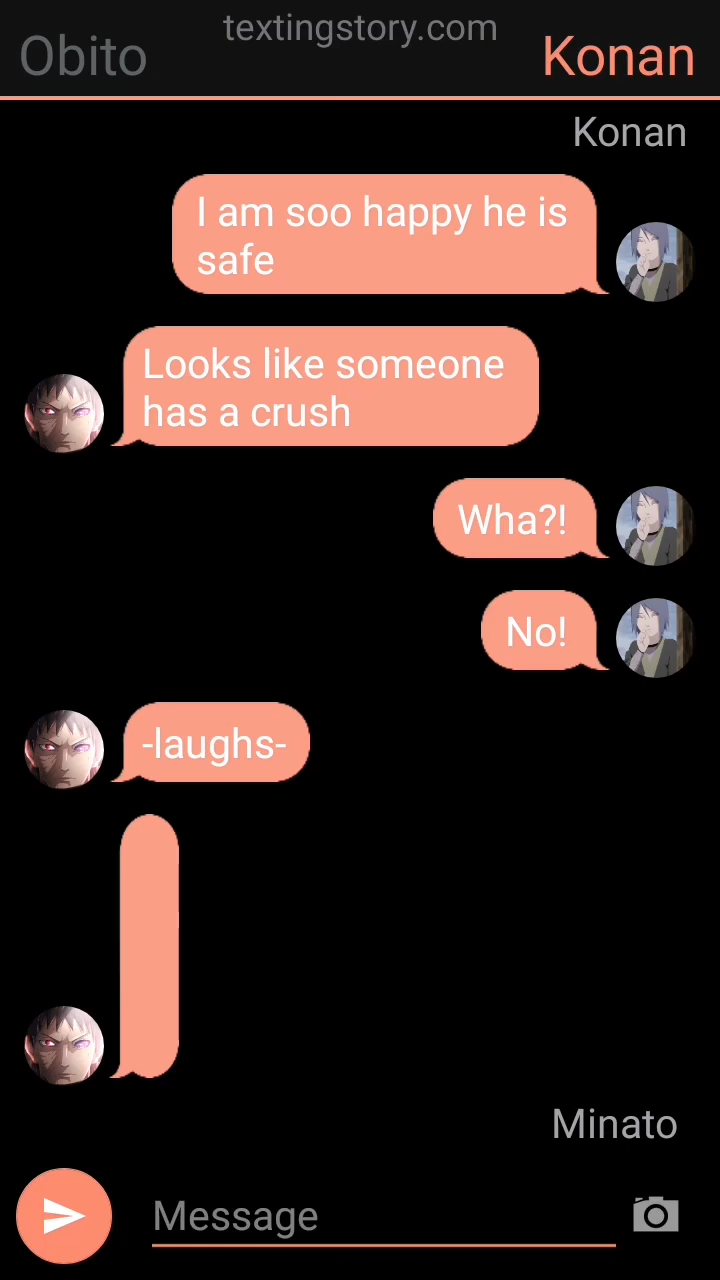 textingstory.com
Obito
Konan
Konan
I am soo happy he is
safe
Looks like someone
has a crush
Wha?!
No!
-laughs-
Minato
Message